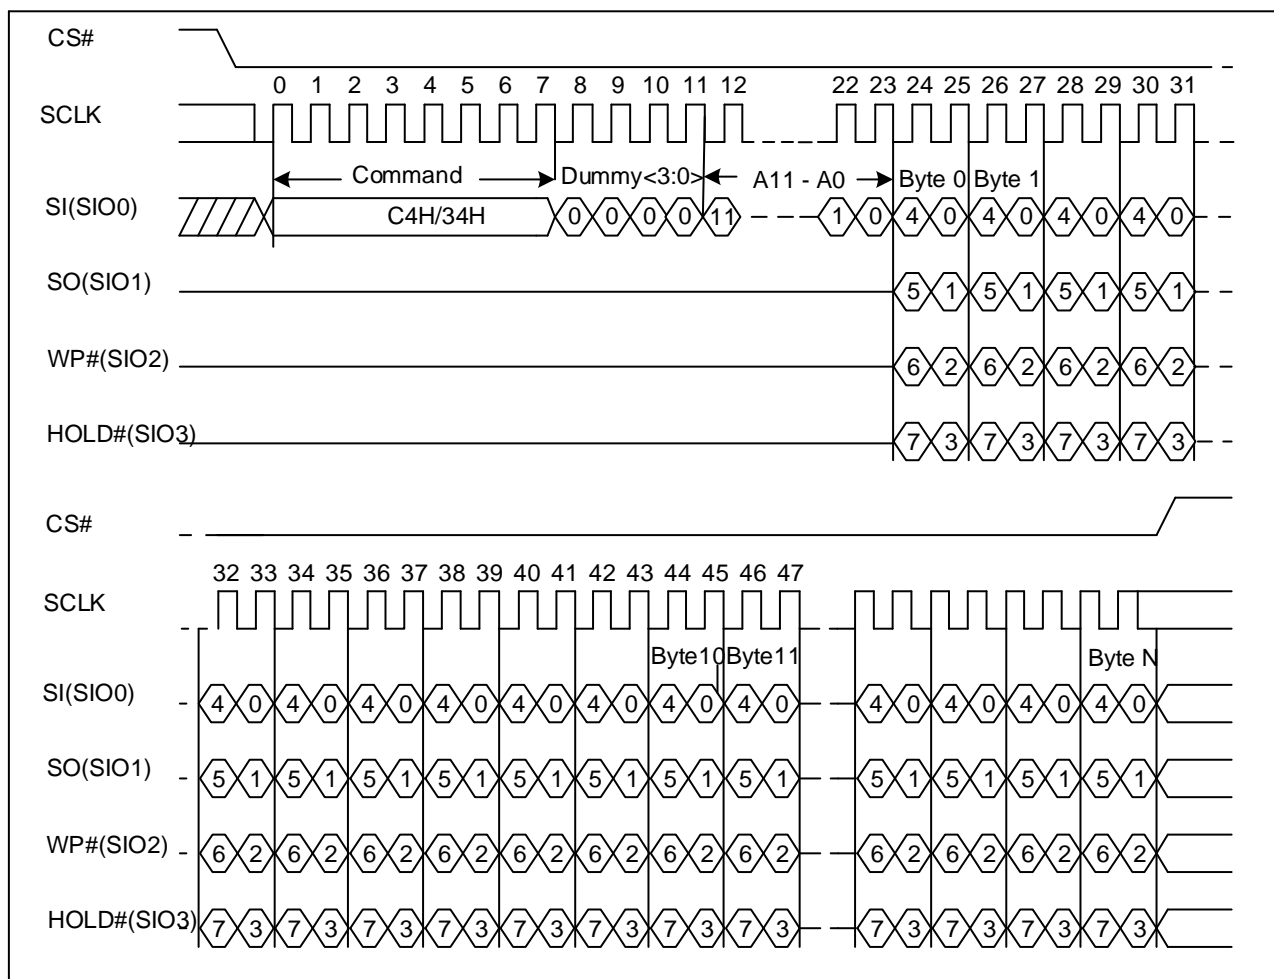 CS#
0 1 2 3 4 5 6 7 8 9 10 11 12 22 23 24 25 26 27 28 29 30 31
SCLK
Command Dummy<3:0> A11 - A0 Byte 0 Byte 1
SI(SIO0) C4H/34H 0 0 0 0 11 1 0 4 0 4 0 4 0 4 0
SO(SIO1) 5 1 5 1 5 1 5 1
WP#(SIO2) 6 2 6 2 6 2 6 2
HOLD#(SIO3) 7 3 7 3 7 3 7 3
CS#
32 33 34 35 36 37 38 39 40 41 42 43 44 45 46 47
SCLK
Byte10 Byte11 Byte N
SI(SIO0) 4 0 4 0 4 0 4 0 4 0 4 0 4 0 4 0 4 0 4 0 4 0 4 0
SO(SIO1) 5 1 5 1 5 1 5 1 5 1 5 1 5 1 5 1 5 1 5 1 5 1 5 1
WP#(SIO2) 6 2 6 2 6 2 6 2 6 2 6 2 6 2 6 2 6 2 6 2 6 2 6 2
HOLD#(SIO3) 7 3 7 3 7 3 7 3 7 3 7 3 7 3 7 3 7 3 7 3 7 3 7 3